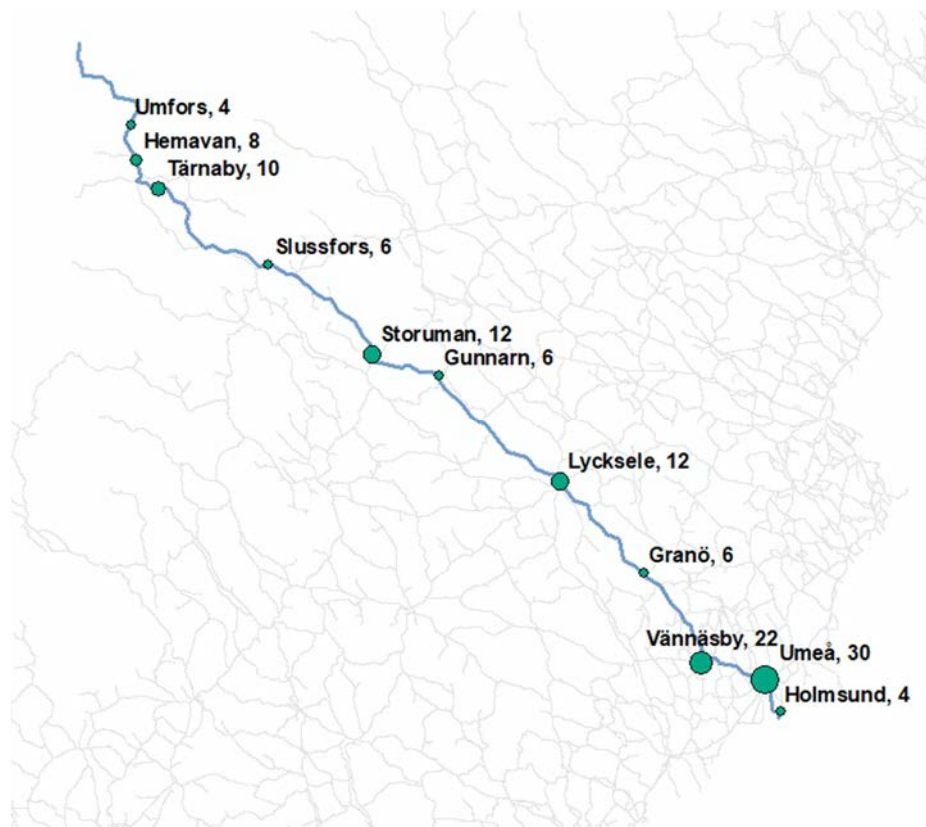 Umfors, 4
Hemavan, 8
Tärnaby, 10
Slussfors, 6
Storuman, 12
Gunnarn, 6
Lycksele, 12
Granö, 6
Vännäsby, 22
Umeå, 30
Holmsund, 4